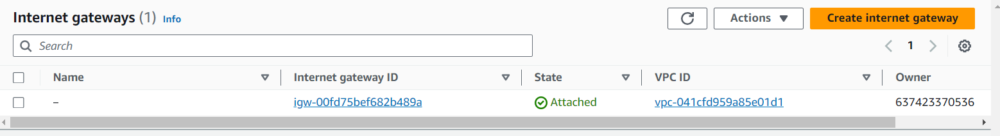 Internet gateways (1) Info
Actions
Create internet gateway
Search
1
Name Internet gateway ID State VPC ID Owner
– igw-00fd75bef682b489a Attached vpc-041cfd959a85e01d1 637423370536